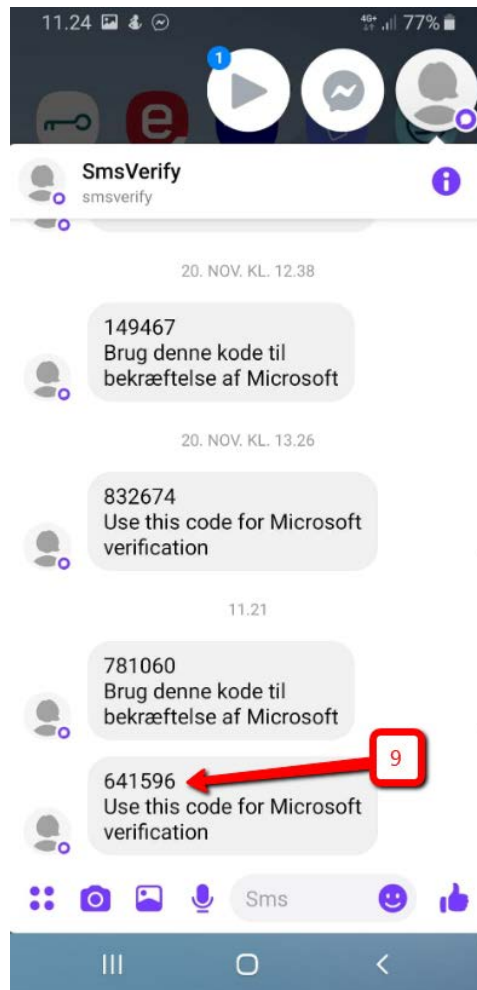 11.24 4G+ 77%
1
e
SmsVerify
smsverify
20. NOV. KL. 12.38
149467
Brug denne kode til
bekræftelse af Microsoft
20. NOV. KL. 13.26
832674
Use this code for Microsoft
verification
11.21
781060
Brug denne kode til
bekræftelse af Microsoft
9
641596
Use this code for Microsoft
verification
Sms